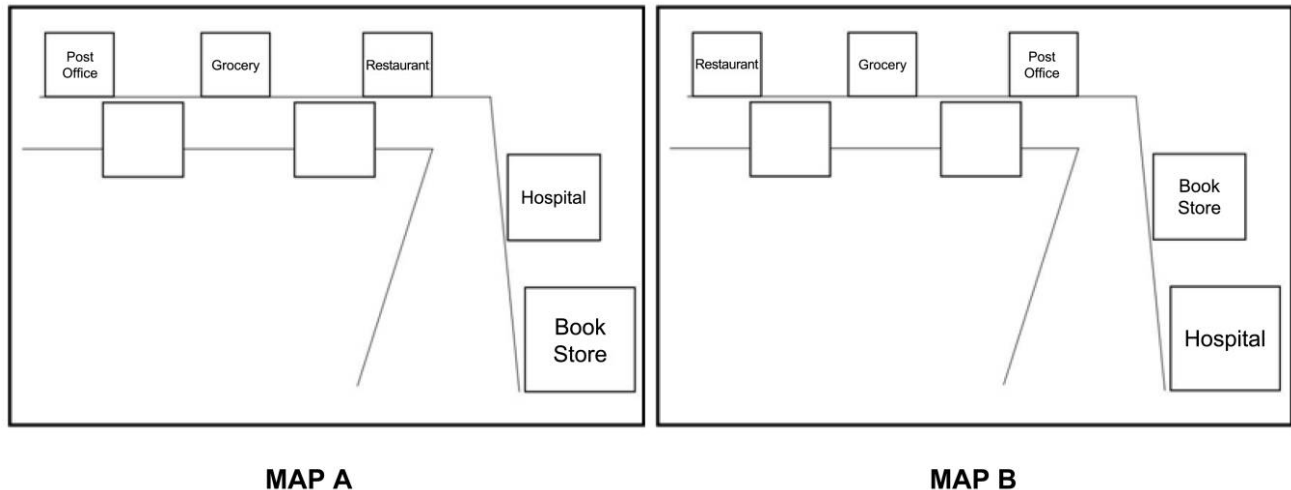 Post
Office
Grocery
Restaurant
Hospital
Book
Store
MAP A
Restaurant
Grocery
Post
Office
Book
Store
Hospital
MAP B